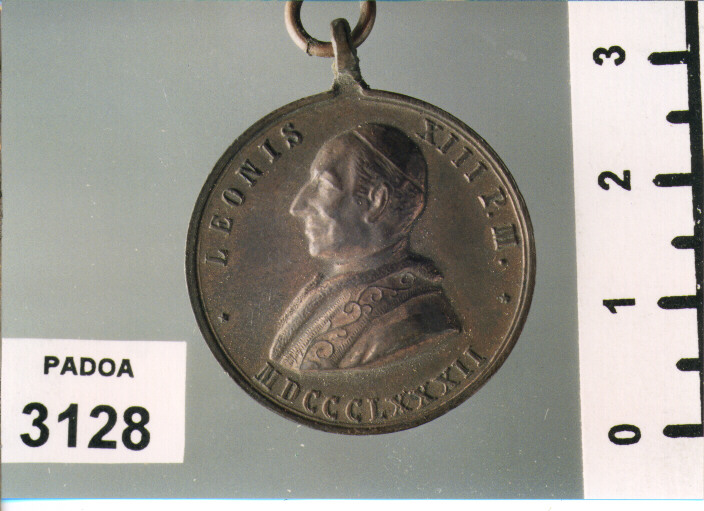 LEONIS XIII P. M.
MDCCCLXXXII
PADOA
3128
3
2
1
0